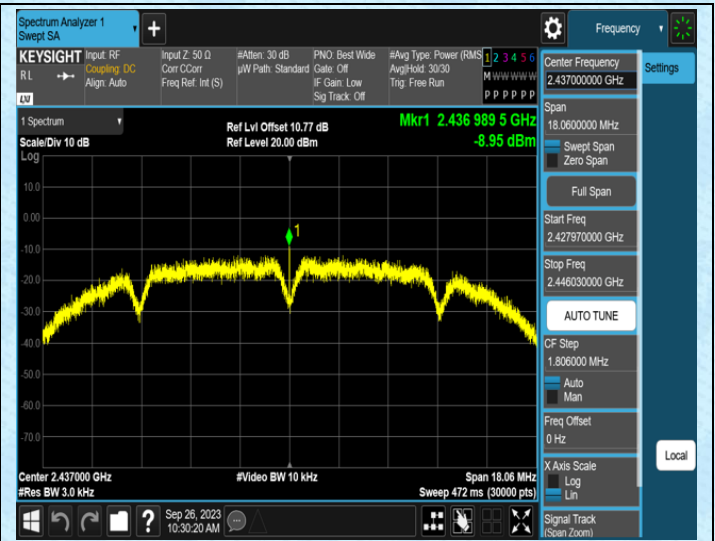 Spectrum Analyzer 1
Swept SA
+
Frequency
KEYSIGHT
RL
LXI
Input: RF
Coupling: DC
Align: Auto
Input Z: 50 Ω
Corr CCorr
Freq Ref: Int (S)
#Atten: 30 dB
µW Path: Standard
PNO: Best Wide
Gate: Off
IF Gain: Low
Sig Track: Off
#Avg Type: Power (RMS
Avg|Hold: 30/30
Trig: Free Run
1 2 3 4 5 6
M W W W W W
P P P P P P
Center Frequency
2.437000000 GHz
Settings
Span
18.0600000 MHz
Swept Span
Zero Span
Full Span
Start Freq
2.427970000 GHz
Stop Freq
2.446030000 GHz
AUTO TUNE
CF Step
1.806000 MHz
Auto
Man
Freq Offset
0 Hz
X Axis Scale
Log
Lin
Signal Track
(Span Zoom)
Local
1 Spectrum
Scale/Div 10 dB
Log
Ref Lvl Offset 10.77 dB
Ref Level 20.00 dBm
Mkr1 2.436 989 5 GHz
-8.95 dBm
10.0
0.00
-10.0
-20.0
-30.0
-40.0
-50.0
-60.0
-70.0
1
Center 2.437000 GHz
#Res BW 3.0 kHz
#Video BW 10 kHz
Span 18.06 MHz
Sweep 472 ms (30000 pts)
?
Sep 26, 2023
10:30:20 AM